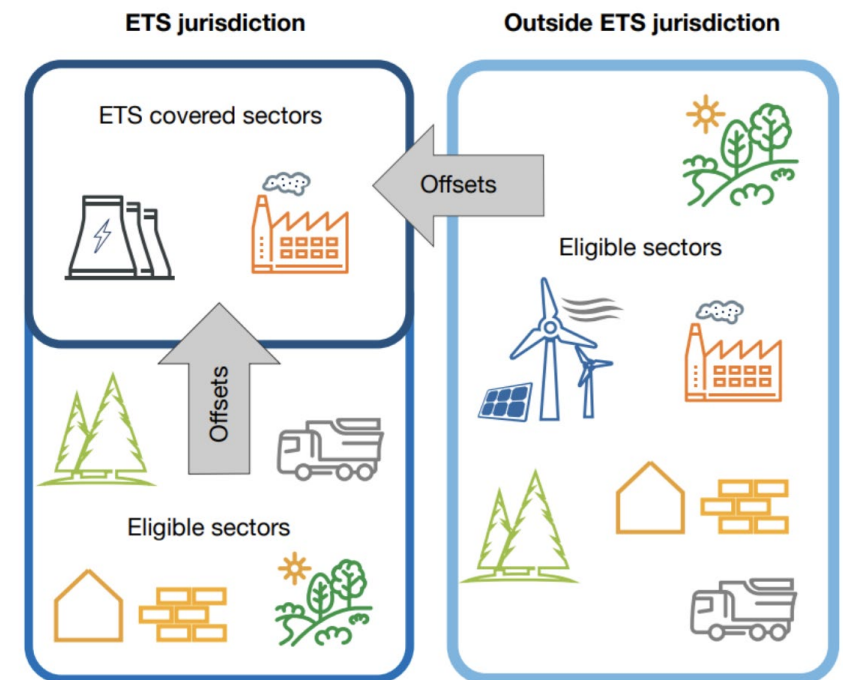 ETS jurisdiction
Outside ETS jurisdiction
ETS covered sectors
Offsets
Eligible sectors
Offsets
Eligible sectors